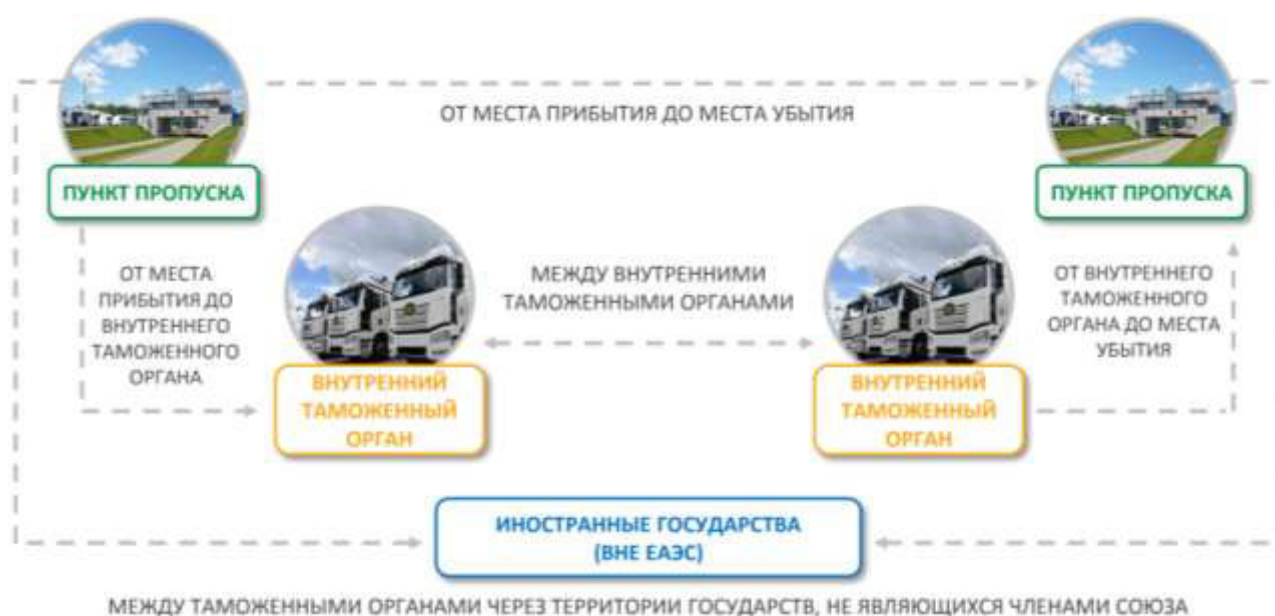 ОТ МЕСТА ПРИБЫТИЯ ДО МЕСТА УБЫТИЯ
ПУНКТ ПРОПУСКА
ПУНКТ ПРОПУСКА
ОТ МЕСТА
ПРИБЫТИЯ ДО
ВНУТРЕННЕГО
ТАМОЖЕННОГО
ОРГАНА
МЕЖДУ ВНУТРЕННИМИ
ТАМОЖЕННЫМИ ОРГАНАМИ
ОТ ВНУТРЕННЕГО
ТАМОЖЕННОГО
ОРГАНА ДО МЕСТА
УБЫТИЯ
ВНУТРЕННИЙ
ТАМОЖЕННЫЙ
ОРГАН
ВНУТРЕННИЙ
ТАМОЖЕННЫЙ
ОРГАН
ИНОСТРАННЫЕ ГОСУДАРСТВА
(ВНЕ ЕАЭС)
МЕЖДУ ТАМОЖЕННЫМИ ОРГАНАМИ ЧЕРЕЗ ТЕРРИТОРИИ ГОСУДАРСТВ, НЕ ЯВЛЯЮЩИХСЯ ЧЛЕНАМИ СОЮЗА